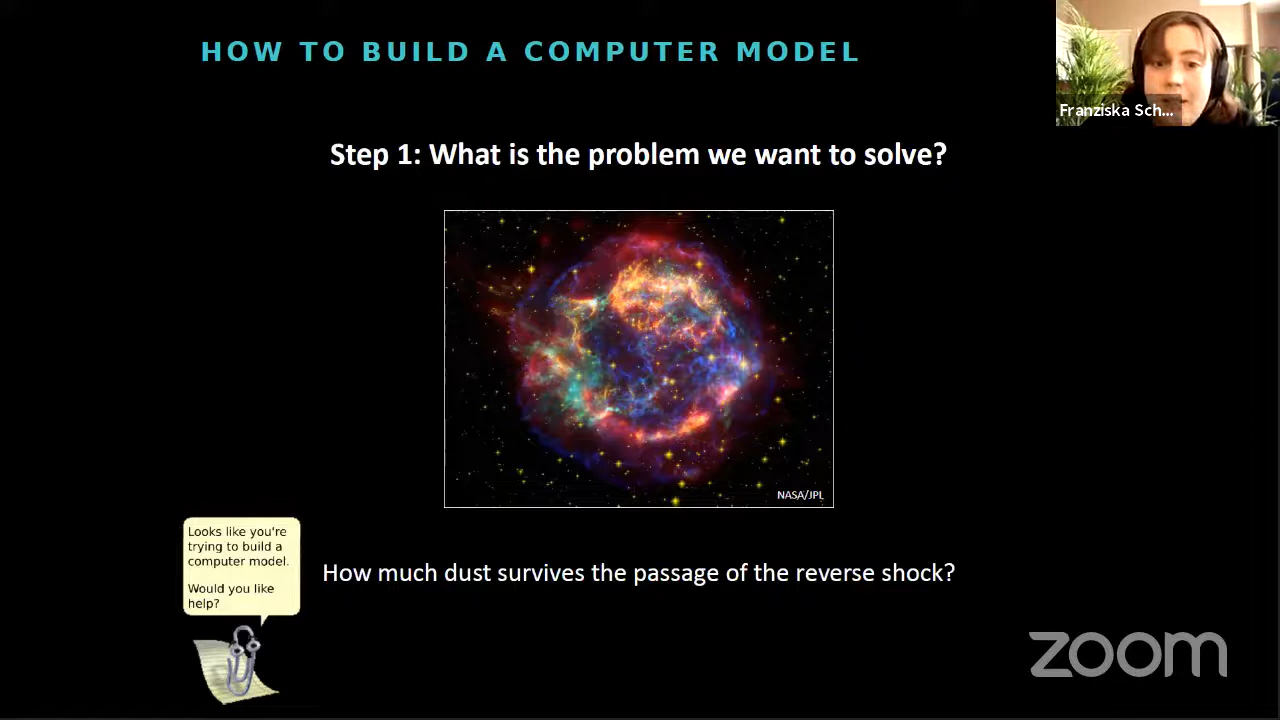 HOW TO BUILD A COMPUTER MODEL
Franziska Sch...
Step 1: What is the problem we want to solve?
NASA/JPL
Looks like you're
trying to build a
computer model.
Would you like
help?
How much dust survives the passage of the reverse shock?
zoom